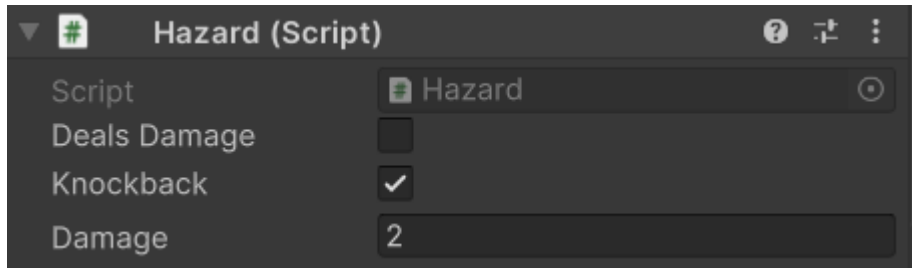 Hazard (Script)
Script Hazard
Deals Damage
Knockback
Damage 2